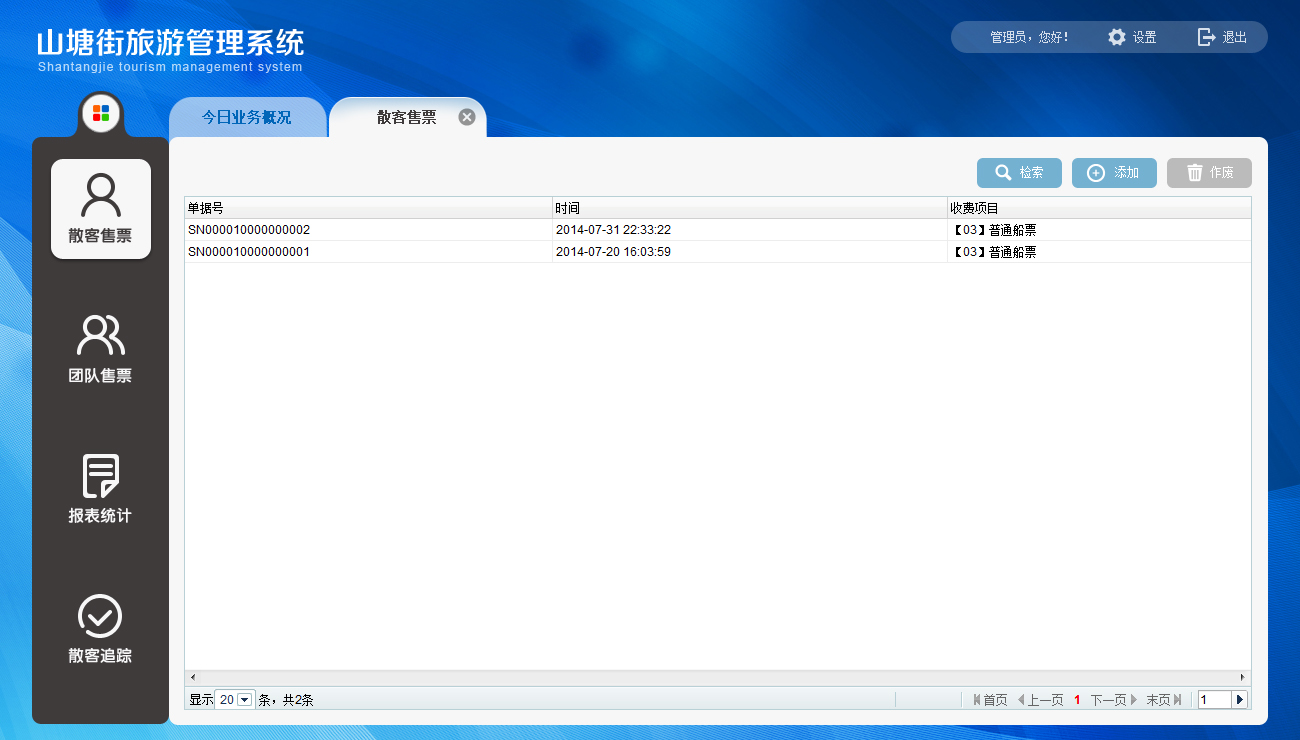 山塘街旅游管理系统
Shantangjie tourism management system
管理员，您好！ 设置 退出
今日业务概况 散客售票
检索 添加 作废
散客售票
团队售票
报表统计
散客追踪
单据号 时间 收费项目
SN000010000000002 2014-07-31 22:33:22 【03】普通船票
SN000010000000001 2014-07-20 16:03:59 【03】普通船票
显示 20 条，共2条 首页 上一页 1 下一页 末页 1